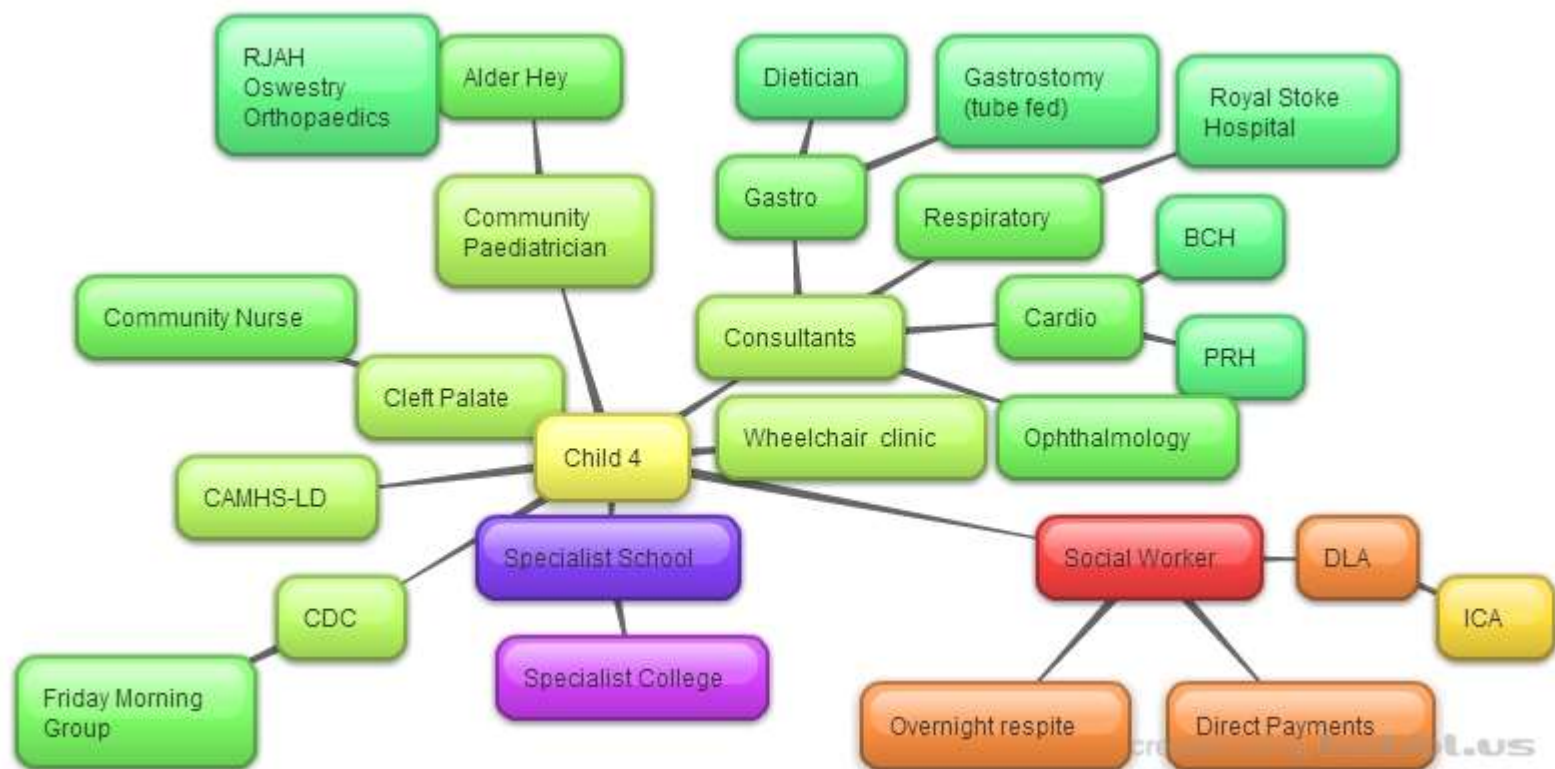 RJAH
Oswestry
Orthopaedics
Alder Hey
Dietician
Gastrostomy
(tube fed)
Royal Stoke
Hospital
Community
Paediatrician
Gastro
Respiratory
BCH
Community Nurse
Consultants
Cardio
PRH
Cleft Palate
Child 4
Wheelchair clinic
Ophthalmology
CAMHS-LD
Specialist School
Social Worker
DLA
CDC
ICA
Specialist College
Friday Morning
Group
Overnight respite
Direct Payments